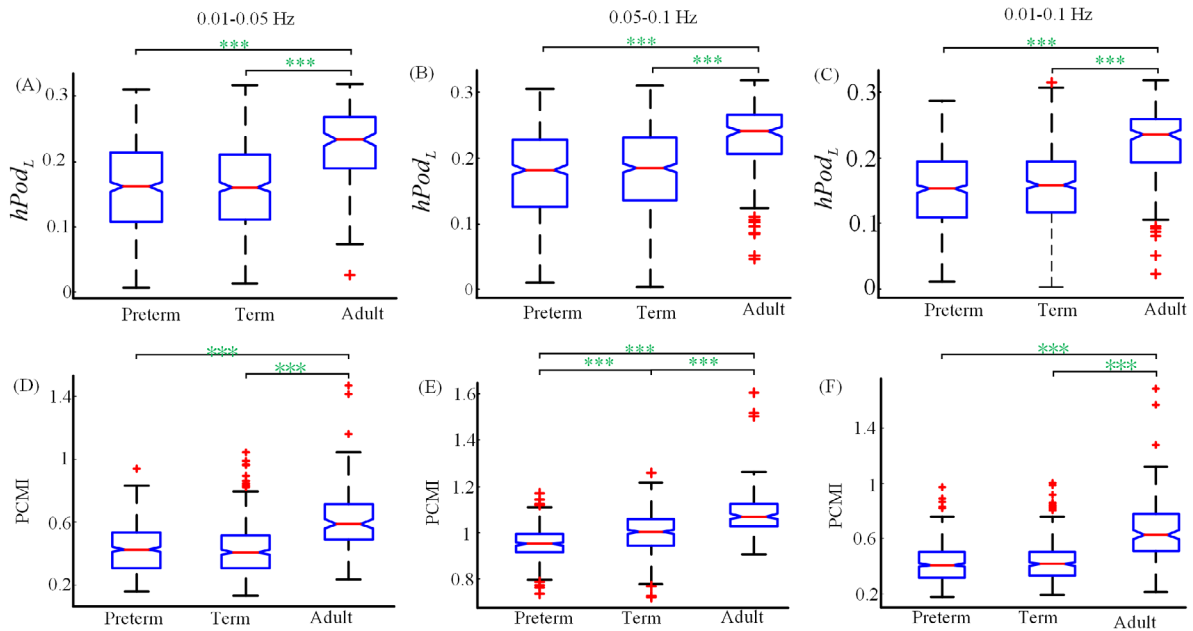 0.01-0.05 Hz
0.05-0.1 Hz
0.01-0.1 Hz
***
***
***
***
***
***
(A)
(B)
(C)
0.3
0.2
0.1
0
hPod_L
Preterm
Term
Adult
0.3
0.2
0.1
0
hPod_L
Preterm
Term
Adult
0.3
0.2
0.1
0
hPod_L
Preterm
Term
Adult
***
***
(D)
1.4
1
0.6
0.2
PCMI
Preterm
Term
Adult
***
***
***
(E)
1.6
1.4
1.2
1
0.8
PCMI
Preterm
Term
Adult
***
***
(F)
1.4
1
0.6
0.2
PCMI
Preterm
Term
Adult